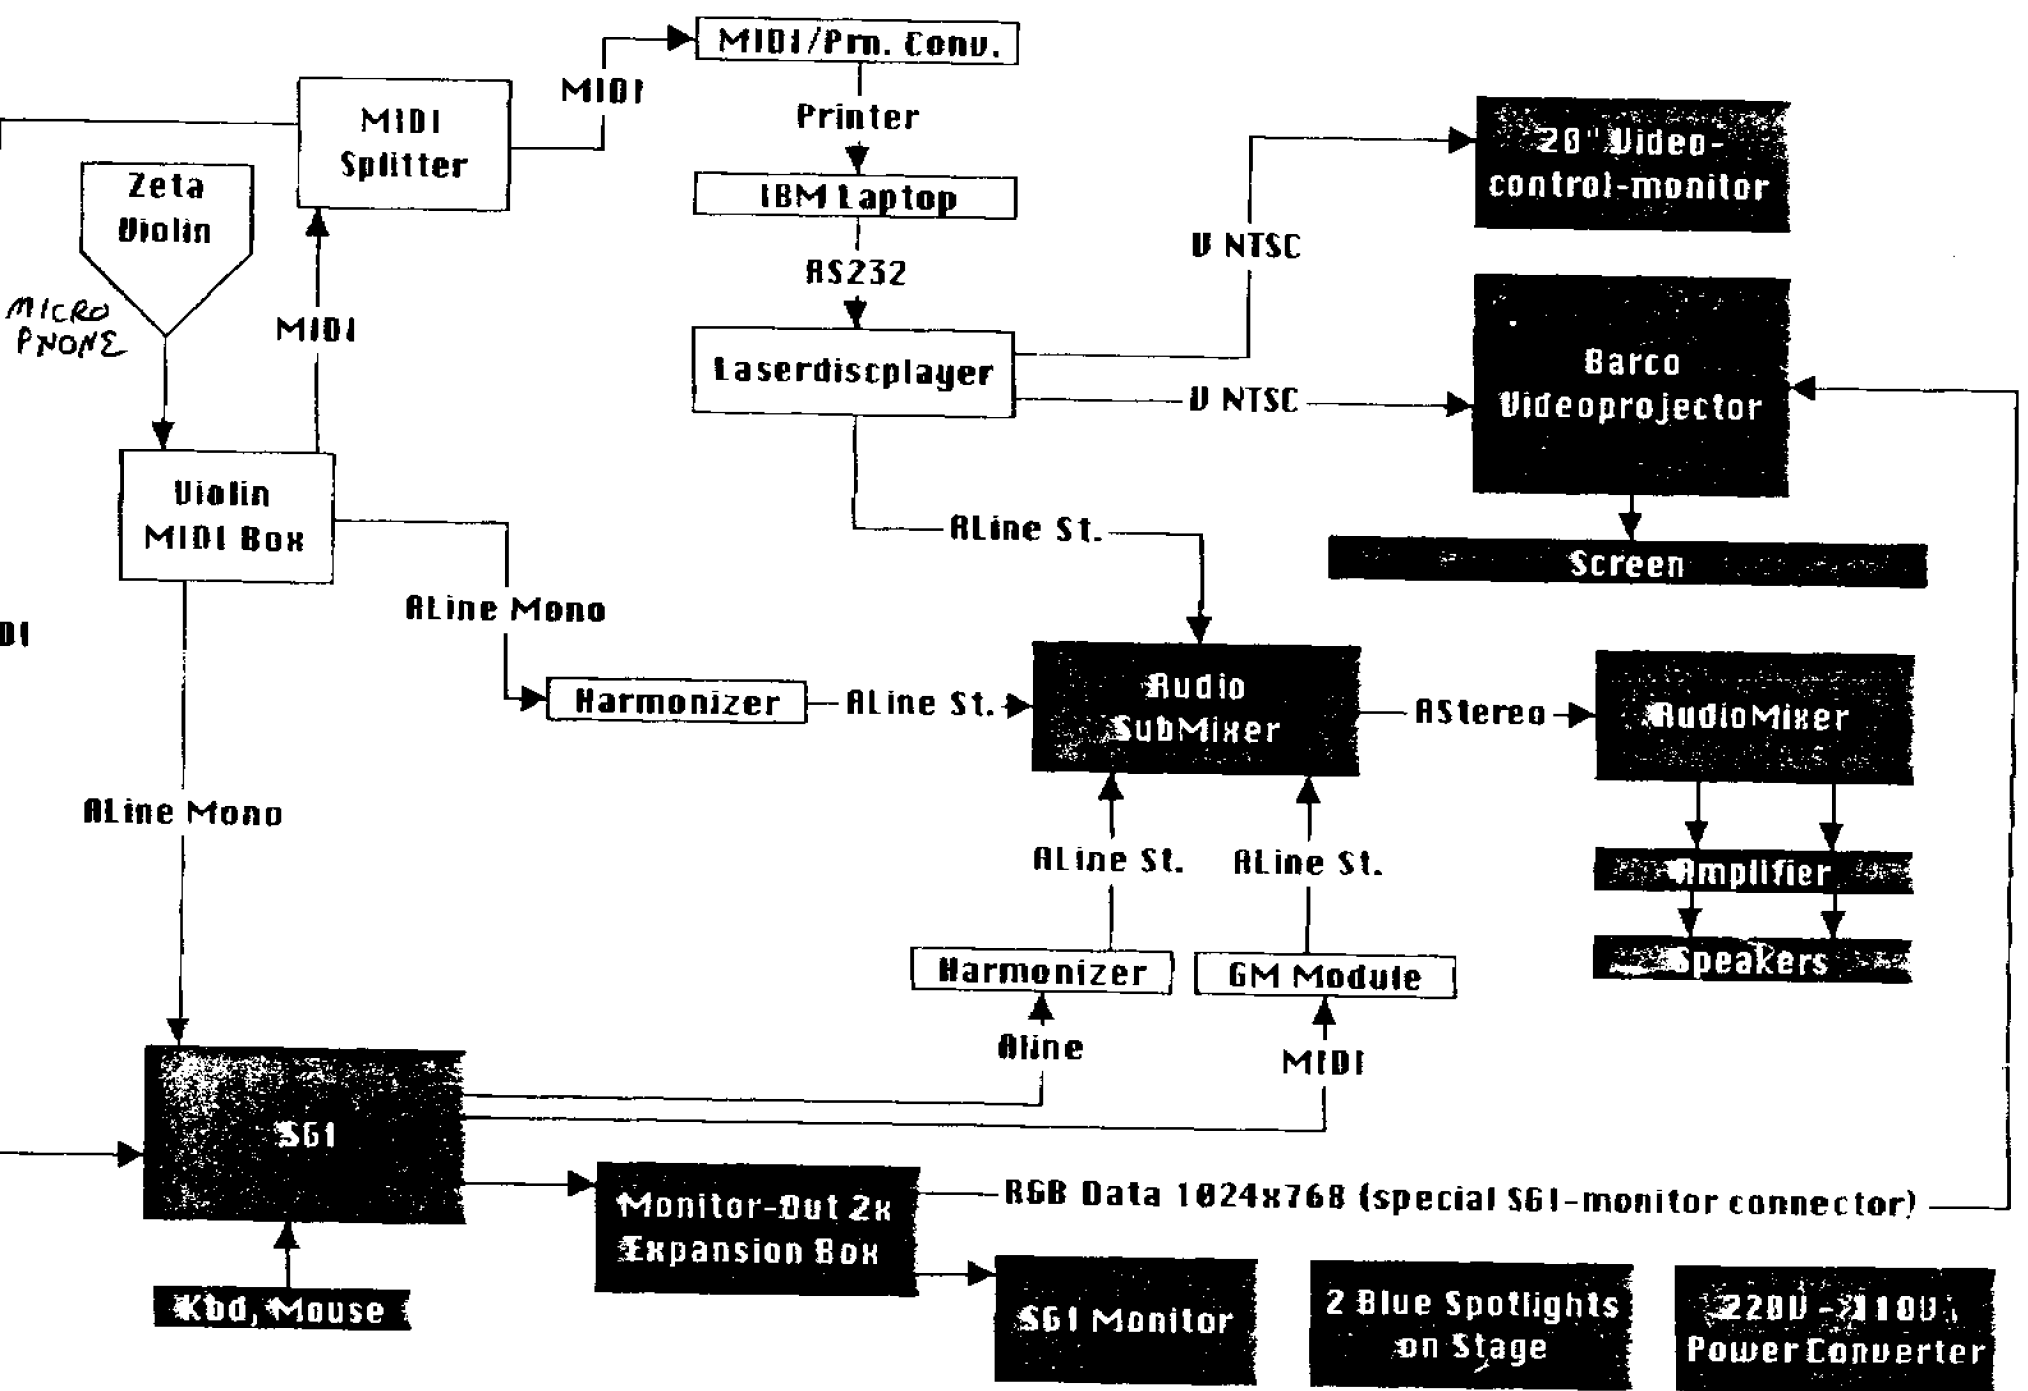 MIDI/Prn. Conv.
MIDI
MIDI
Splitter
Printer
20" Video-
control-monitor
Zeta
Violin
IBM Laptop
V NTSC
RS232
MICRO
PHONE
MIDI
Laserdiscplayer
Barco
Videoprojector
V NTSC
Violin
MIDI Box
ALine St.
Screen
ALine Mono
DI
Harmonizer
ALine St.
Audio
SubMixer
AStereo
AudioMixer
ALine Mono
ALine St.
ALine St.
Amplifier
Speakers
Harmonizer
GM Module
Aline
MIDI
SGI
Monitor-Out 2x
Expansion Box
RGB Data 1024x768 (special SGI-monitor connector)
Kbd, Mouse
SGI Monitor
2 Blue Spotlights
on Stage
220V->110V
Power Converter